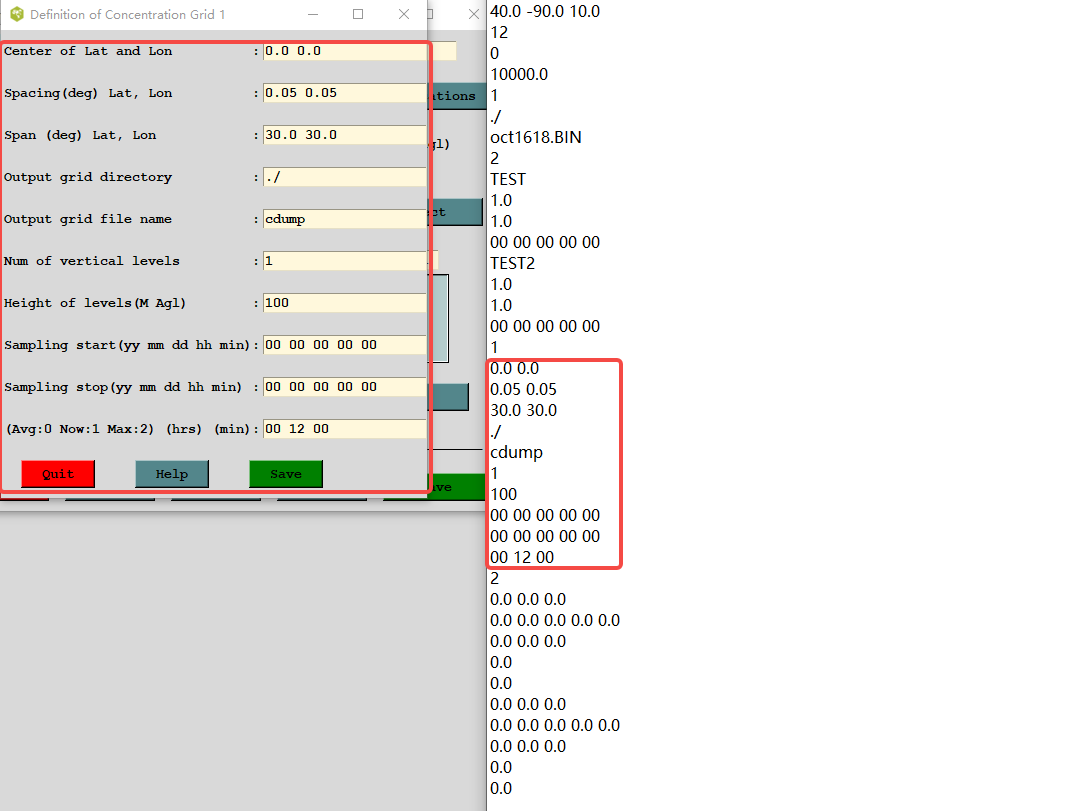 Definition of Concentration Grid 1
Center of Lat and Lon : 0.0 0.0
Spacing(deg) Lat, Lon : 0.05 0.05
Span (deg) Lat, Lon : 30.0 30.0
Output grid directory : ./
Output grid file name : cdump
Num of vertical levels : 1
Height of levels(M Agl) : 100
Sampling start(yy mm dd hh min): 00 00 00 00 00
Sampling stop(yy mm dd hh min) : 00 00 00 00 00
(Avg:0 Now:1 Max:2) (hrs) (min): 00 12 00
Quit Help Save
40.0 -90.0 10.0
12
0
10000.0
1
./
oct1618.BIN
2
TEST
1.0
1.0
00 00 00 00 00
TEST2
1.0
1.0
00 00 00 00 00
1
0.0 0.0
0.05 0.05
30.0 30.0
./
cdump
1
100
00 00 00 00 00
00 00 00 00 00
00 12 00
2
0.0 0.0 0.0
0.0 0.0 0.0 0.0 0.0
0.0 0.0 0.0
0.0
0.0
0.0 0.0 0.0
0.0 0.0 0.0 0.0 0.0
0.0 0.0 0.0
0.0
0.0